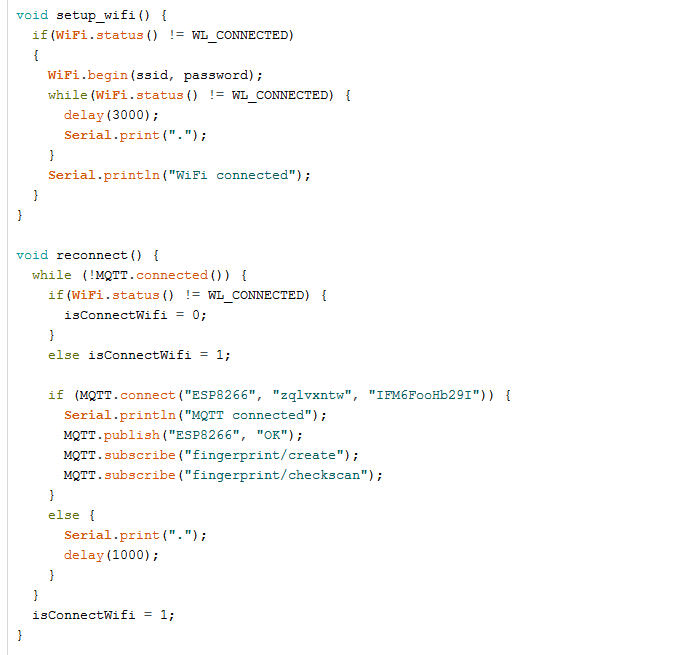 void setup_wifi() {
  if(WiFi.status() != WL_CONNECTED)
  {
    WiFi.begin(ssid, password);
    while(WiFi.status() != WL_CONNECTED) {
      delay(3000);
      Serial.print(".");
    }
    Serial.println("WiFi connected");
  }
}

void reconnect() {
  while (!MQTT.connected()) {
    if(WiFi.status() != WL_CONNECTED) {
      isConnectWifi = 0;
    }
    else isConnectWifi = 1;

    if (MQTT.connect("ESP8266", "zqlvxntw", "IFM6FooHb29I")) {
      Serial.println("MQTT connected");
      MQTT.publish("ESP8266", "OK");
      MQTT.subscribe("fingerprint/create");
      MQTT.subscribe("fingerprint/checkscan");
    }
    else {
      Serial.print(".");
      delay(1000);
    }
  }
  isConnectWifi = 1;
}